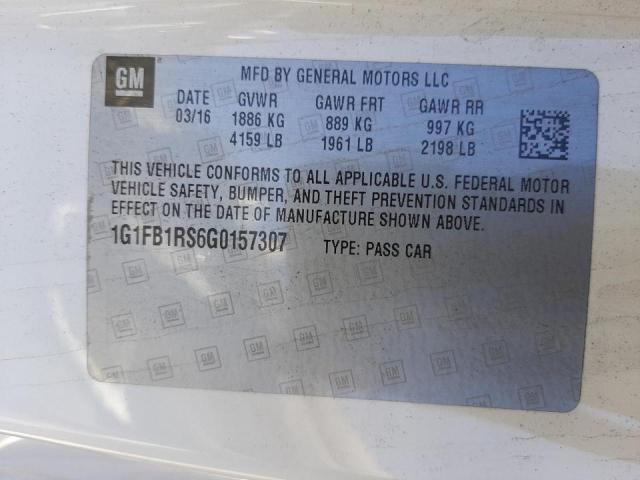 GM
MFD BY GENERAL MOTORS LLC
DATE GVWR GAWR FRT GAWR RR
03/16 1886 KG 889 KG 997 KG
4159 LB 1961 LB 2198 LB
THIS VEHICLE CONFORMS TO ALL APPLICABLE U.S. FEDERAL MOTOR
VEHICLE SAFETY, BUMPER, AND THEFT PREVENTION STANDARDS IN
EFFECT ON THE DATE OF MANUFACTURE SHOWN ABOVE.
1G1FB1RS6G0157307 TYPE: PASS CAR